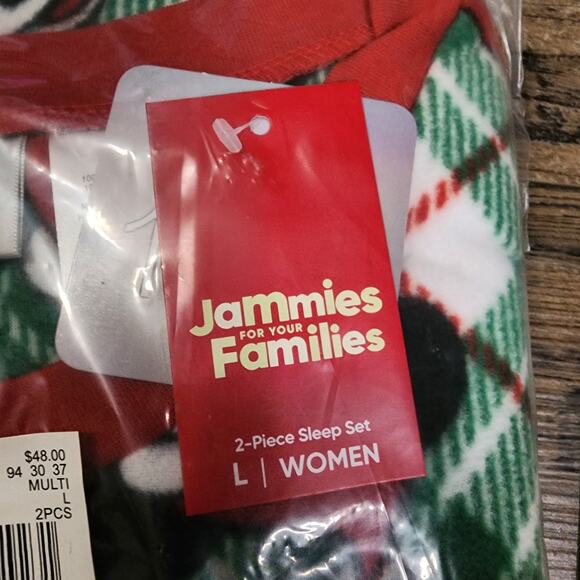 Jammies
FOR YOUR
Families
2-Piece Sleep Set
L | WOMEN
$48.00
94 30 37
MULTI
L
2PCS